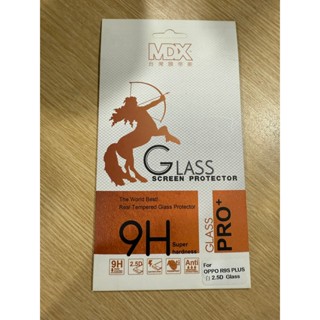 MDX
GLASS
SCREEN PROTECTOR
The World Best
Real Tempered Glass Protector
9H
Super
hardness
GLASS
PRO+
9H
2.5D
Anti
For
OPPO R9S PLUS
2.5D Glass